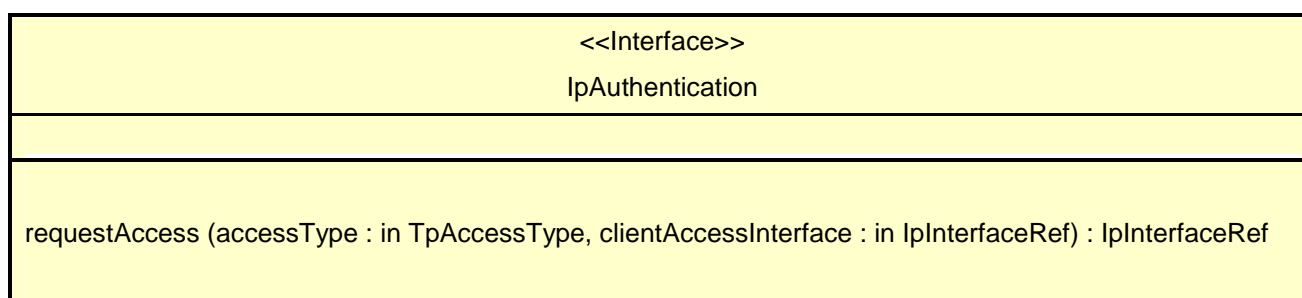 <<Interface>>
IpAuthentication
requestAccess (accessType : in TpAccessType, clientAccessInterface : in IpInterfaceRef) : IpInterfaceRef